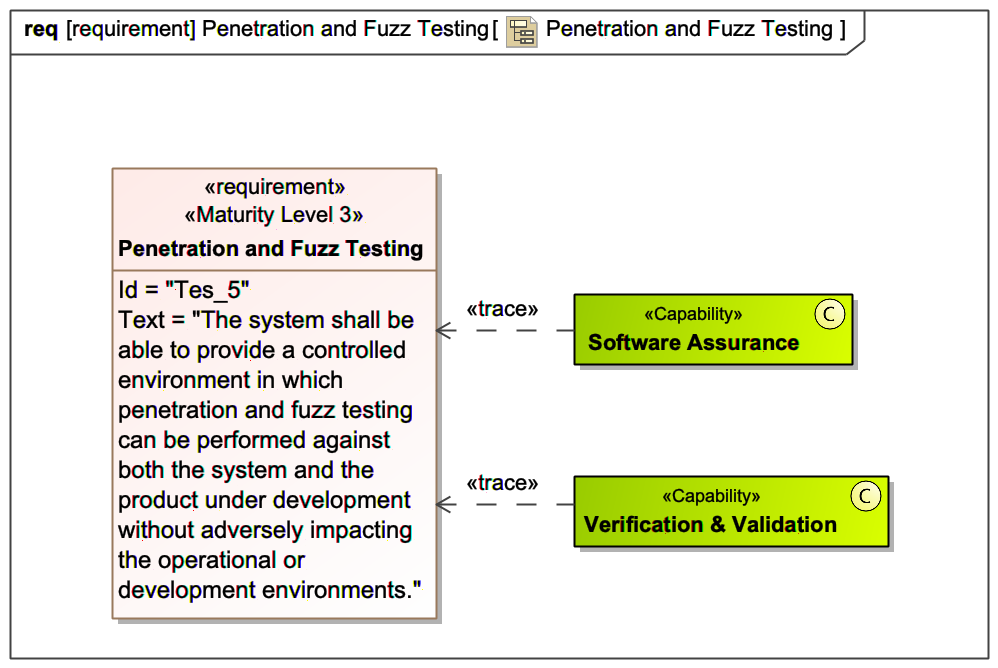 req [requirement] Penetration and Fuzz Testing[ Penetration and Fuzz Testing ]
«requirement»
«Maturity Level 3»
Penetration and Fuzz Testing
Id = "Tes_5"
Text = "The system shall be
able to provide a controlled
environment in which
penetration and fuzz testing
can be performed against
both the system and the
product under development
without adversely impacting
the operational or
development environments."
«trace»
«Capability»
C
Software Assurance
«trace»
«Capability»
C
Verification & Validation